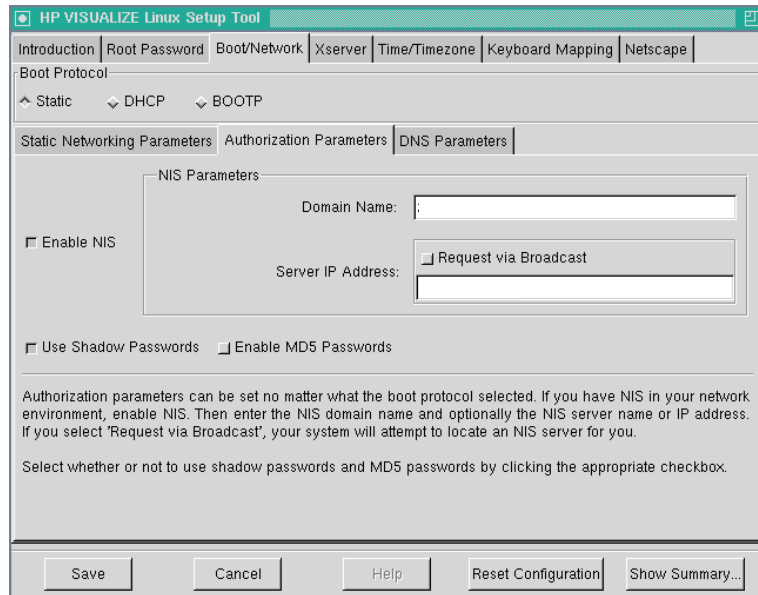 HP VISUALIZE Linux Setup Tool
Introduction Root Password Boot/Network Xserver Time/Timezone Keyboard Mapping Netscape
Boot Protocol
Static DHCP BOOTP
Static Networking Parameters Authorization Parameters DNS Parameters
NIS Parameters
Domain Name: :
Enable NIS
Request via Broadcast
Server IP Address:
Use Shadow Passwords Enable MD5 Passwords
Authorization parameters can be set no matter what the boot protocol selected. If you have NIS in your network
environment, enable NIS. Then enter the NIS domain name and optionally the NIS server name or IP address.
If you select 'Request via Broadcast', your system will attempt to locate an NIS server for you.
Select whether or not to use shadow passwords and MD5 passwords by clicking the appropriate checkbox.
Save Cancel Help Reset Configuration Show Summary...